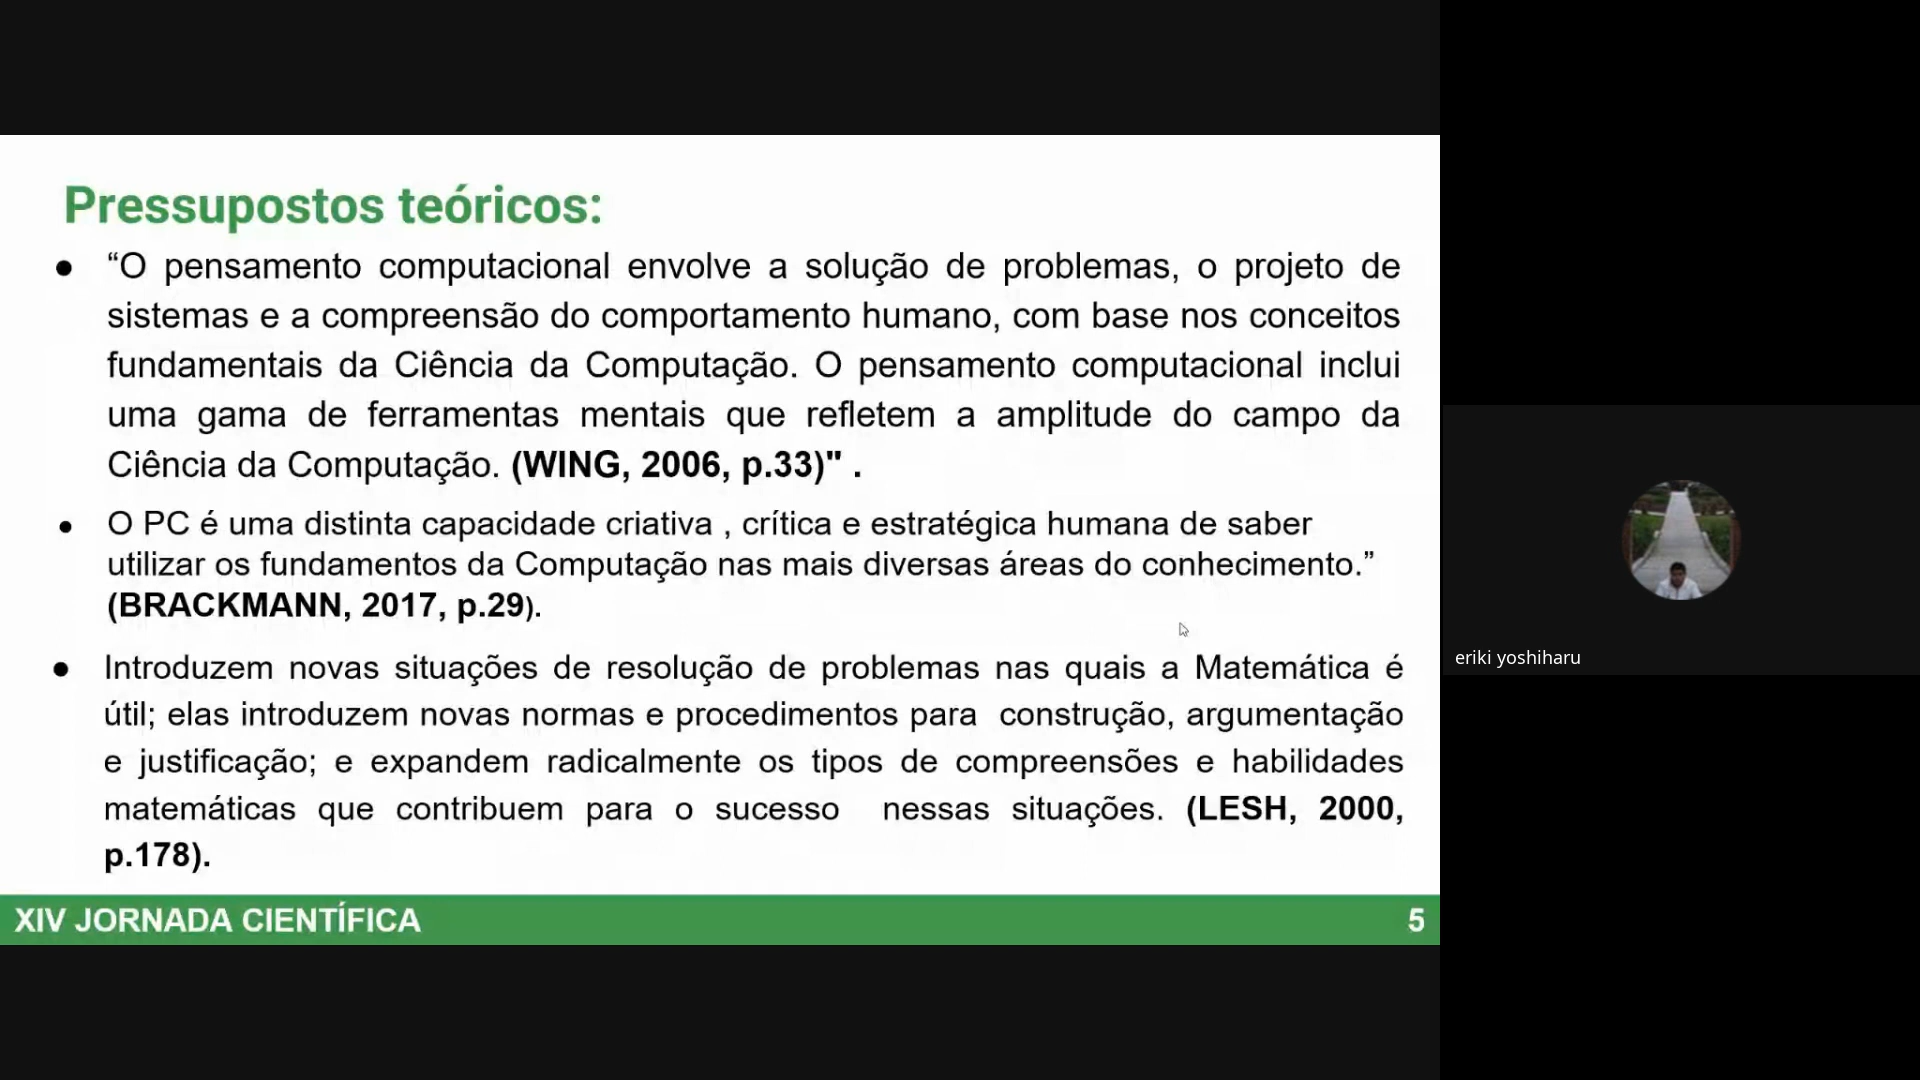 Pressupostos teóricos:
● “O pensamento computacional envolve a solução de problemas, o projeto de
sistemas e a compreensão do comportamento humano, com base nos conceitos
fundamentais da Ciência da Computação. O pensamento computacional inclui
uma gama de ferramentas mentais que refletem a amplitude do campo da
Ciência da Computação. (WING, 2006, p.33)" .
● O PC é uma distinta capacidade criativa , crítica e estratégica humana de saber
utilizar os fundamentos da Computação nas mais diversas áreas do conhecimento.”
(BRACKMANN, 2017, p.29).
● Introduzem novas situações de resolução de problemas nas quais a Matemática é
útil; elas introduzem novas normas e procedimentos para construção, argumentação
e justificação; e expandem radicalmente os tipos de compreensões e habilidades
matemáticas que contribuem para o sucesso nessas situações. (LESH, 2000,
p.178).
XIV JORNADA CIENTÍFICA 5
eriki yoshiharu